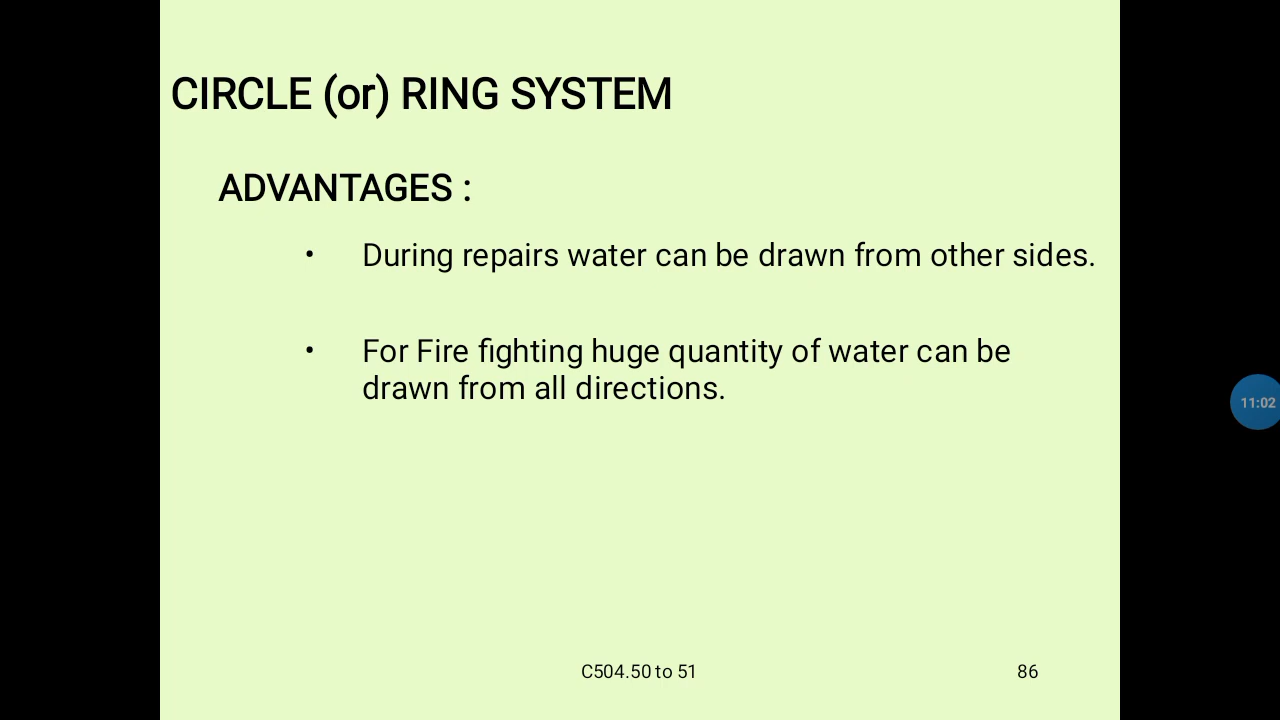 CIRCLE (or) RING SYSTEM
ADVANTAGES :
• During repairs water can be drawn from other sides.
• For Fire fighting huge quantity of water can be
drawn from all directions.
11:02
C504.50 to 51
86